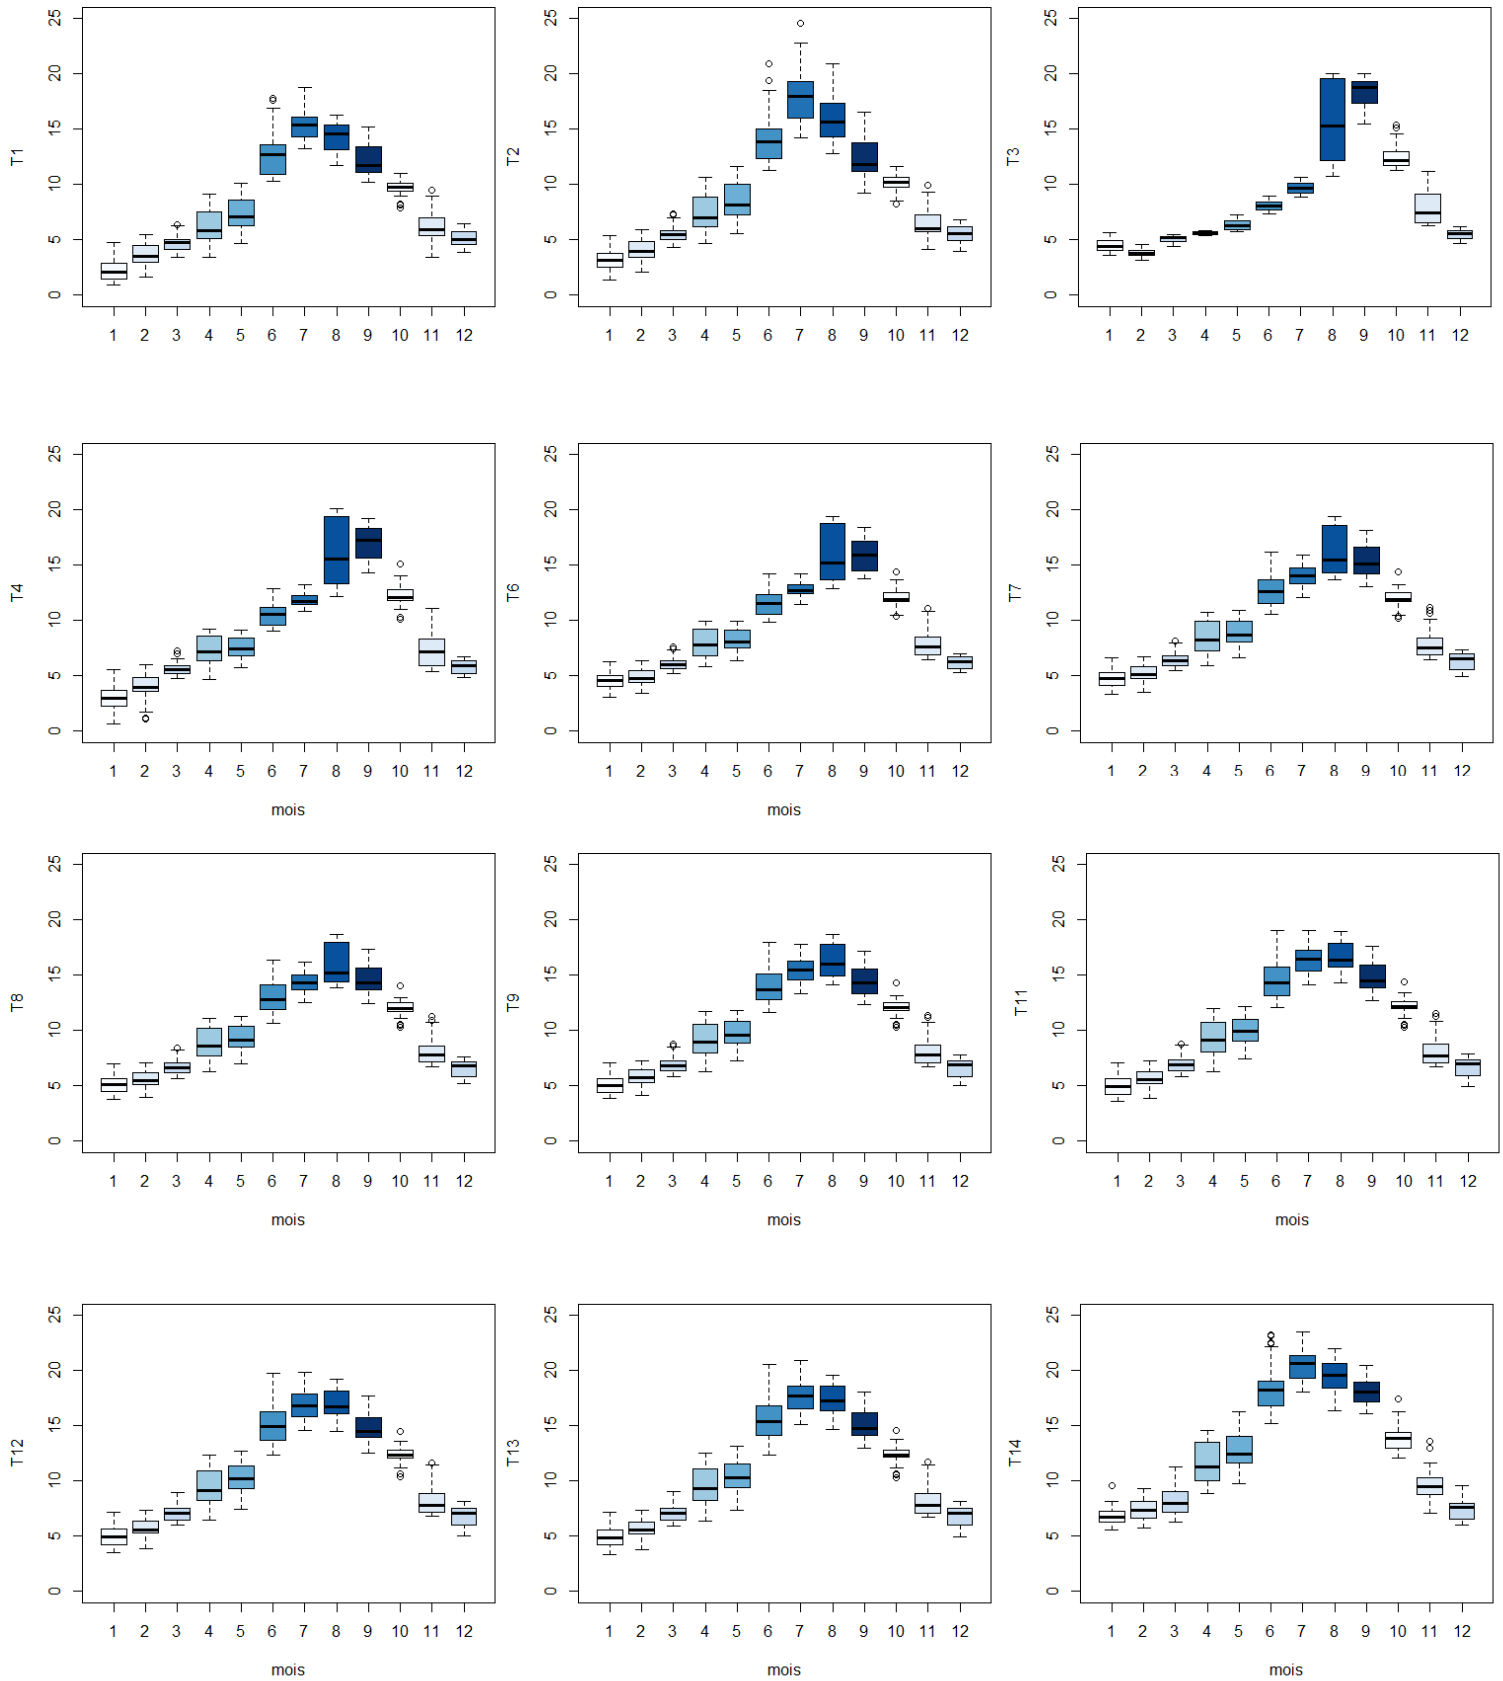 T1 0 5 10 15 20 25
1 2 3 4 5 6 7 8 9 10 11 12
T2 0 5 10 15 20 25
1 2 3 4 5 6 7 8 9 10 11 12
T3 0 5 10 15 20 25
1 2 3 4 5 6 7 8 9 10 11 12
T4 0 5 10 15 20 25
1 2 3 4 5 6 7 8 9 10 11 12
mois
T6 0 5 10 15 20 25
1 2 3 4 5 6 7 8 9 10 11 12
mois
T7 0 5 10 15 20 25
1 2 3 4 5 6 7 8 9 10 11 12
T8 0 5 10 15 20 25
1 2 3 4 5 6 7 8 9 10 11 12
mois
T9 0 5 10 15 20 25
1 2 3 4 5 6 7 8 9 10 11 12
mois
T11 0 5 10 15 20 25
1 2 3 4 5 6 7 8 9 10 11 12
mois
T12 0 5 10 15 20 25
1 2 3 4 5 6 7 8 9 10 11 12
mois
T13 0 5 10 15 20 25
1 2 3 4 5 6 7 8 9 10 11 12
mois
T14 0 5 10 15 20 25
1 2 3 4 5 6 7 8 9 10 11 12
mois